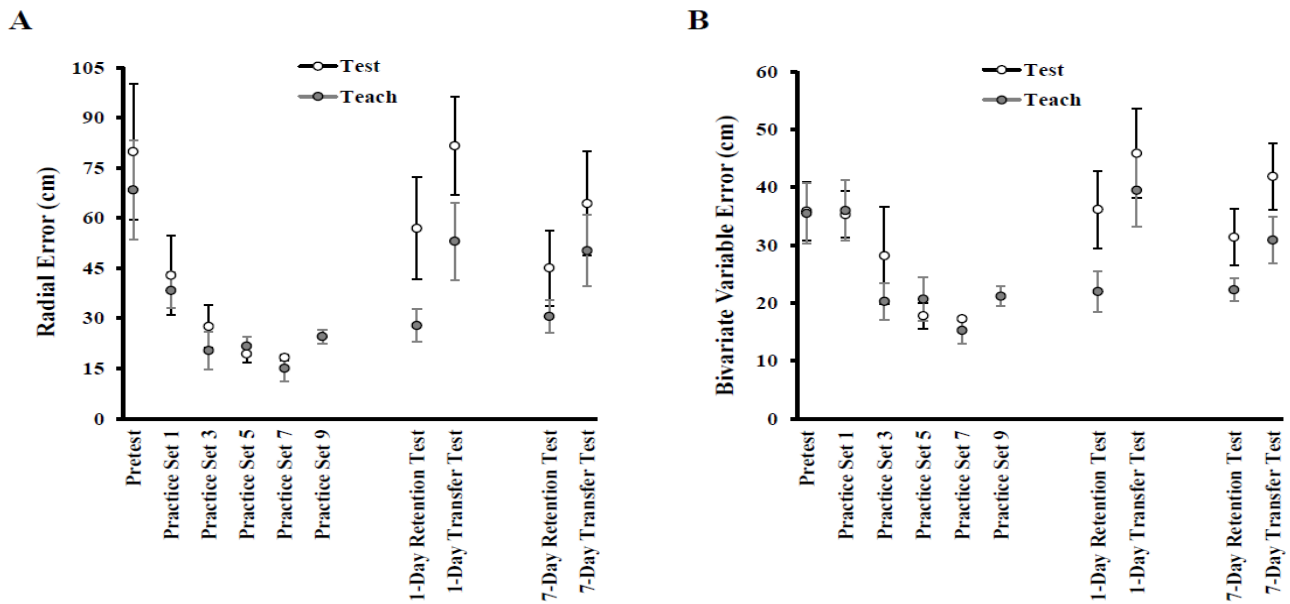 A
Test
Teach
Radial Error (cm)
105
90
75
60
45
30
15
0
Pretest
Practice Set 1
Practice Set 3
Practice Set 5
Practice Set 7
Practice Set 9
1-Day Retention Test
1-Day Transfer Test
7-Day Retention Test
7-Day Transfer Test
B
Test
Teach
Bivariate Variable Error (cm)
60
50
40
30
20
10
0
Pretest
Practice Set 1
Practice Set 3
Practice Set 5
Practice Set 7
Practice Set 9
1-Day Retention Test
1-Day Transfer Test
7-Day Retention Test
7-Day Transfer Test